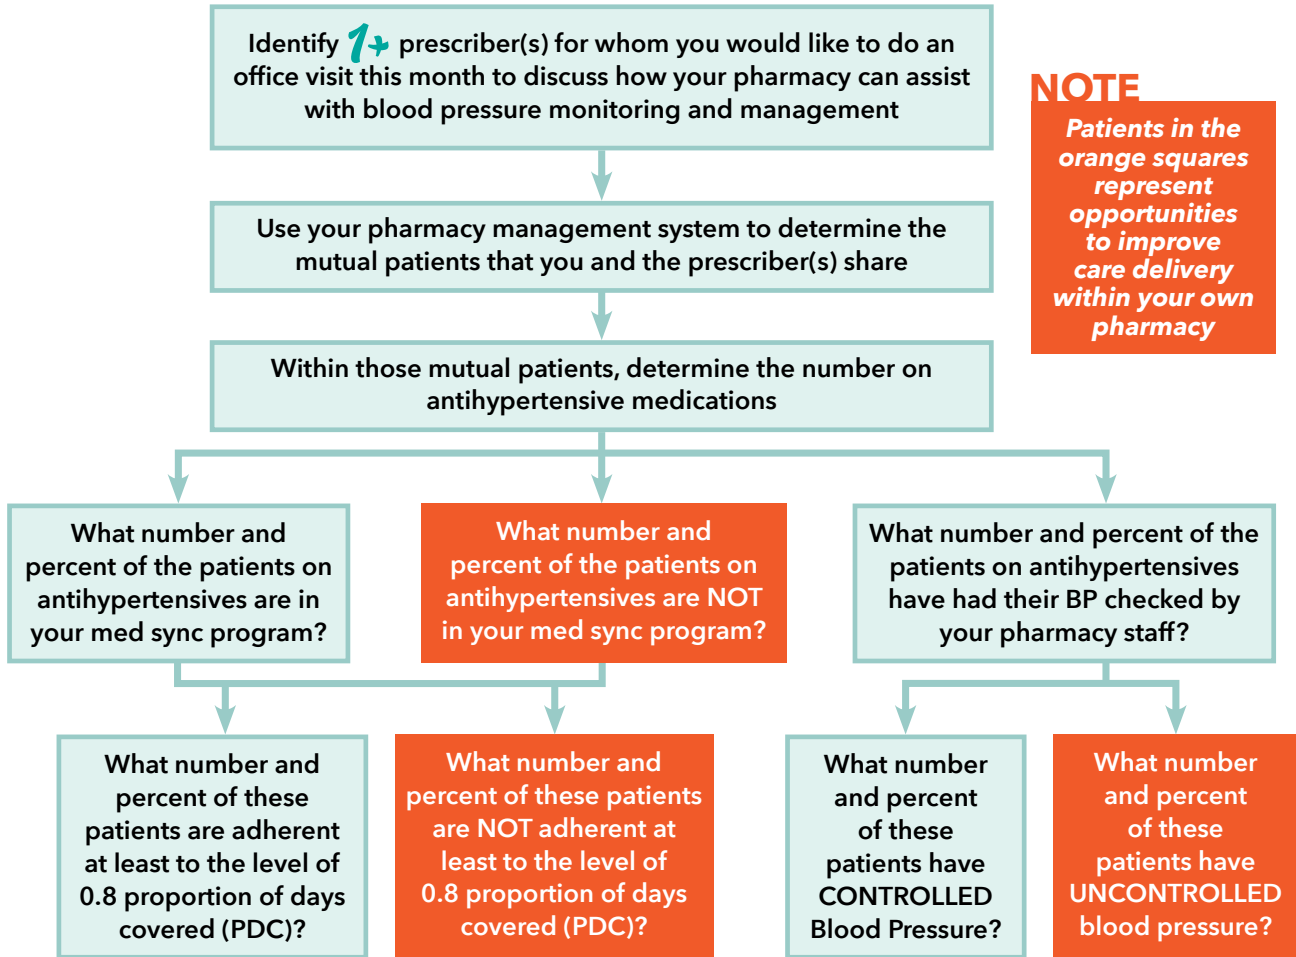 Identify 1+ prescriber(s) for whom you would like to do an
office visit this month to discuss how your pharmacy can assist
with blood pressure monitoring and management
NOTE
Patients in the
orange squares
represent
opportunities
to improve
care delivery
within your own
pharmacy
Use your pharmacy management system to determine the
mutual patients that you and the prescriber(s) share
Within those mutual patients, determine the number on
antihypertensive medications
What number and
percent of the patients on
antihypertensives are in
your med sync program?
What number and
percent of the patients on
antihypertensives are NOT
in your med sync program?
What number and percent of the
patients on antihypertensives
have had their BP checked by
your pharmacy staff?
What number and
percent of these
patients are adherent
at least to the level of
0.8 proportion of days
covered (PDC)?
What number and
percent of these patients
are NOT adherent at
least to the level of
0.8 proportion of days
covered (PDC)?
What number
and percent
of these
patients have
CONTROLLED
Blood Pressure?
What number
and percent
of these
patients have
UNCONTROLLED
blood pressure?